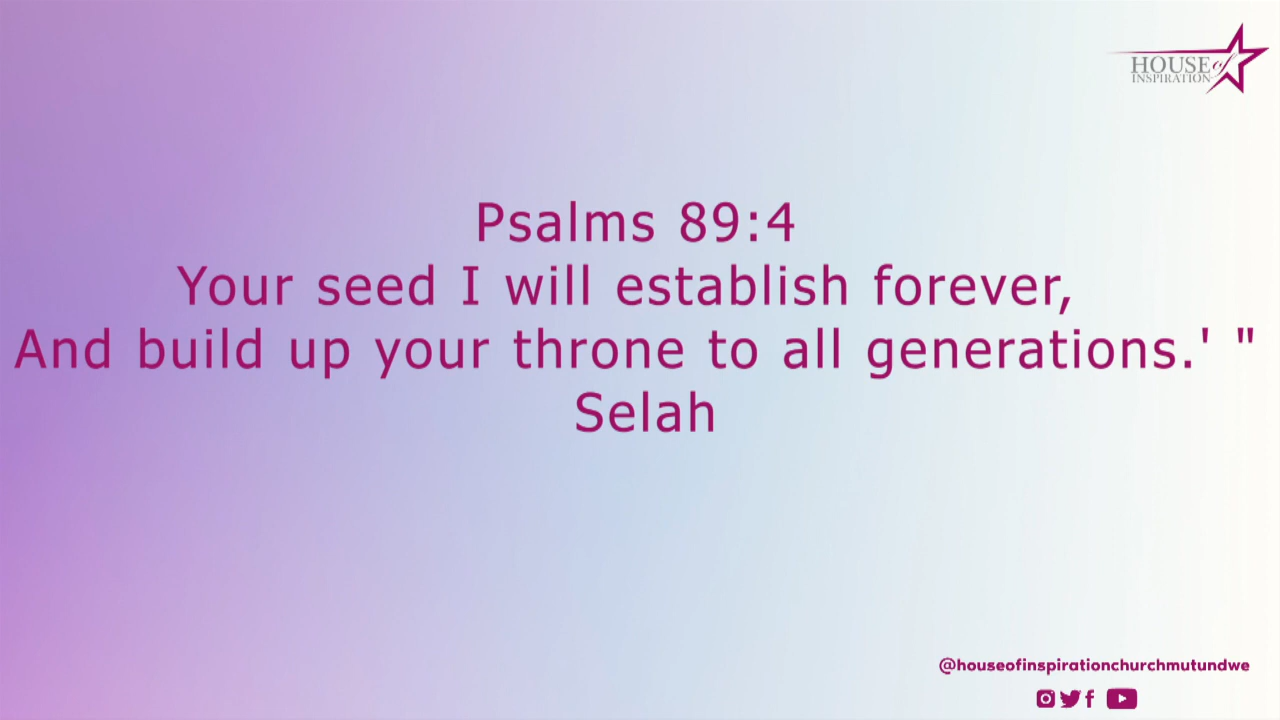 HOUSE of
INSPIRATION
Psalms 89:4
Your seed I will establish forever,
And build up your throne to all generations.' "
Selah
@houseofinspirationchurchmutundwe